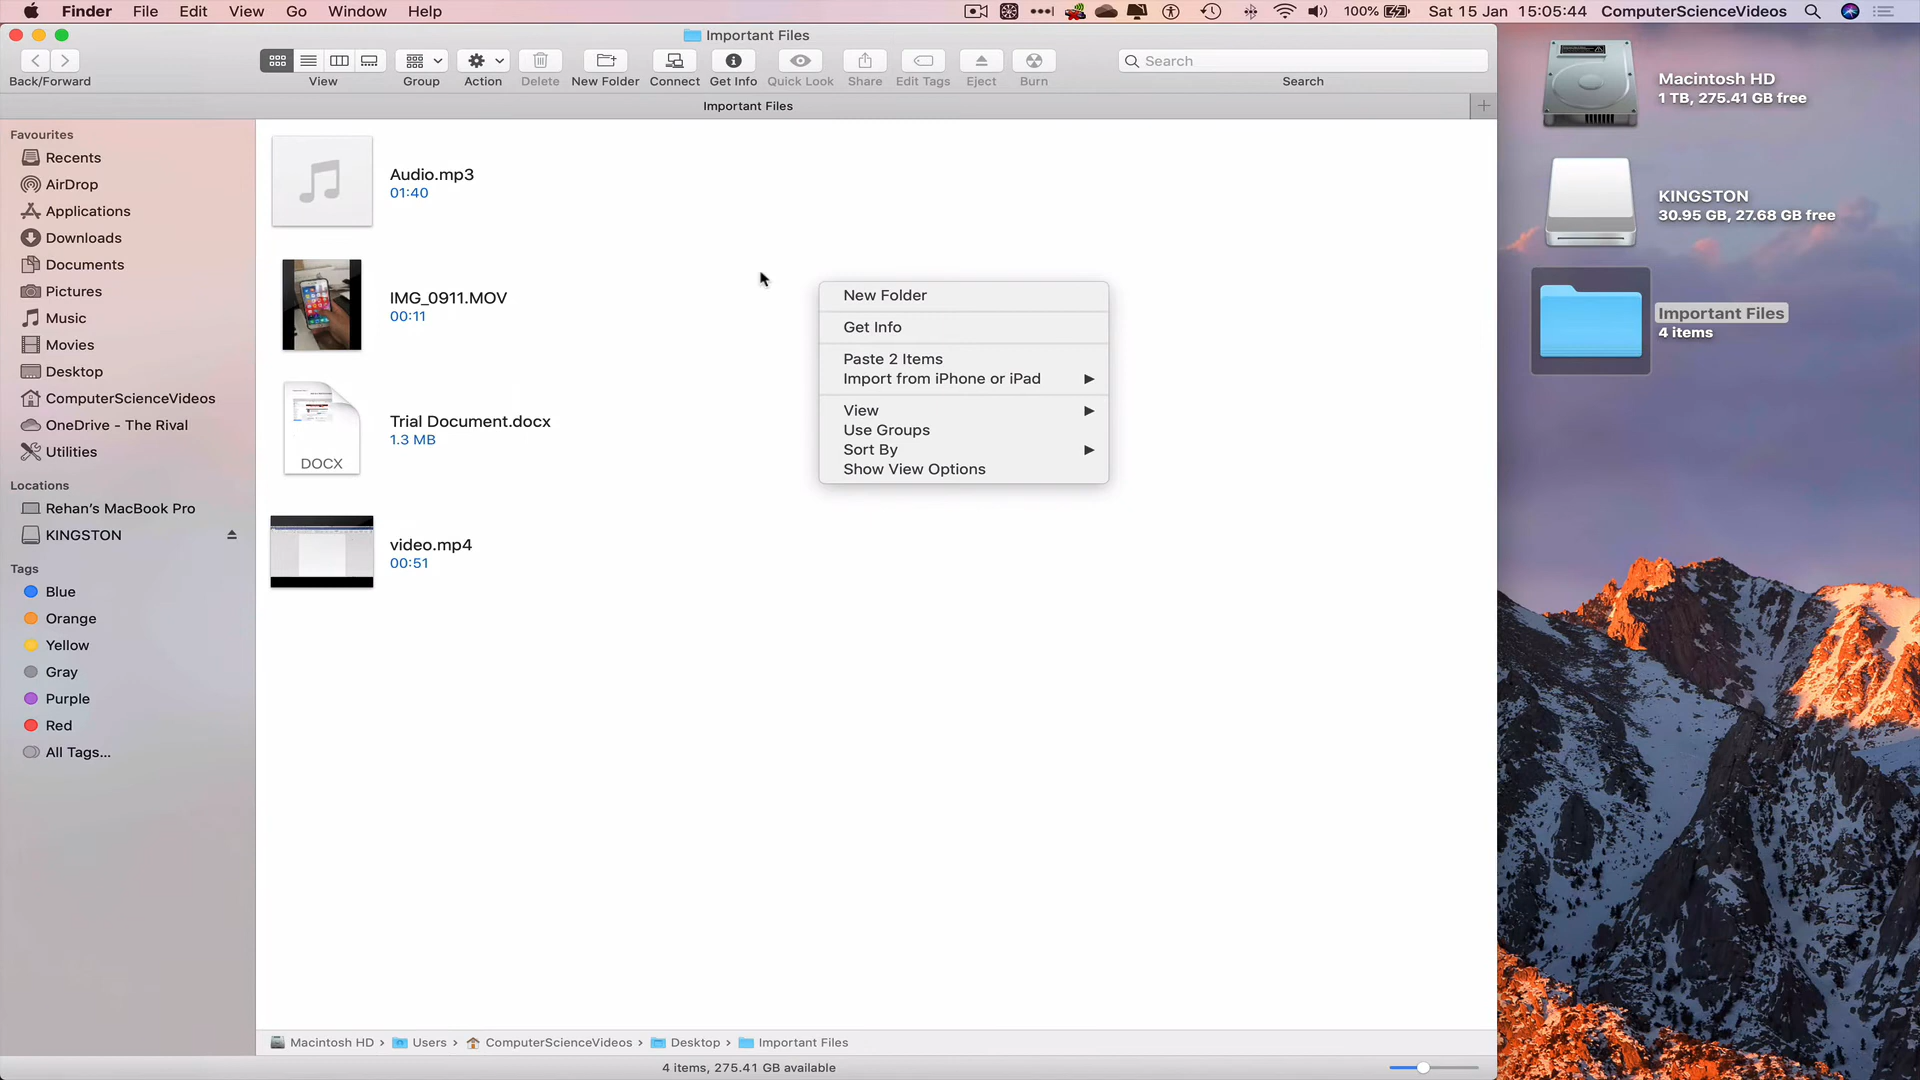 Finder File Edit View Go Window Help 100% Sat 15 Jan 15:05:44 ComputerScienceVideos
Important Files
Back/Forward View Group Action Delete New Folder Connect Get Info Quick Look Share Edit Tags Eject Burn Search
Search
Important Files
Favourites
Recents
AirDrop
Applications
Downloads
Documents
Pictures
Music
Movies
Desktop
ComputerScienceVideos
OneDrive - The Rival
Utilities
Locations
Rehan's MacBook Pro
KINGSTON
Tags
Blue
Orange
Yellow
Gray
Purple
Red
All Tags...
Audio.mp3
01:40
IMG_0911.MOV
00:11
Trial Document.docx
1.3 MB
DOCX
video.mp4
00:51
New Folder
Get Info
Paste 2 Items
Import from iPhone or iPad
View
Use Groups
Sort By
Show View Options
Macintosh HD › Users › ComputerScienceVideos › Desktop › Important Files
4 items, 275.41 GB available
Macintosh HD
1 TB, 275.41 GB free
KINGSTON
30.95 GB, 27.68 GB free
Important Files
4 items